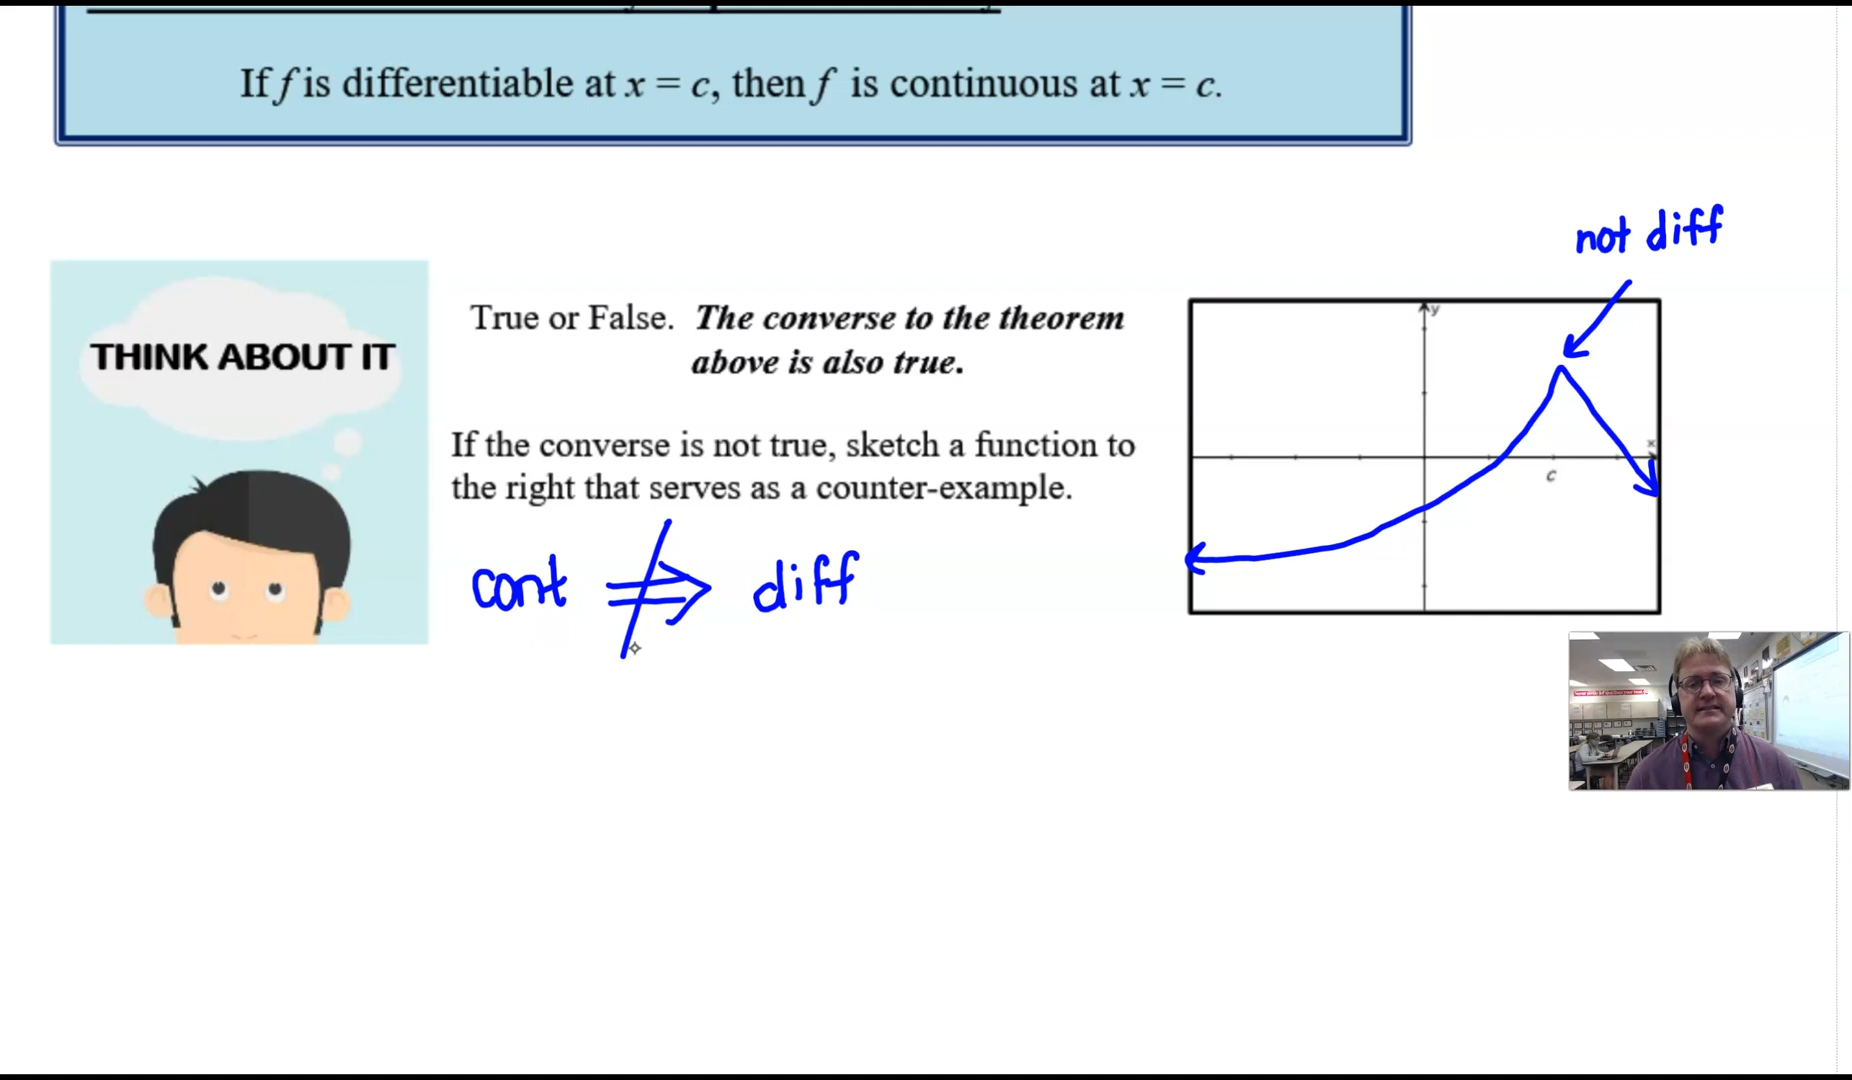 If f is differentiable at x = c, then f is continuous at x = c.
not diff
THINK ABOUT IT
True or False. The converse to the theorem
above is also true.
If the converse is not true, sketch a function to
the right that serves as a counter-example.
y
x
c
cont ⇏ diff